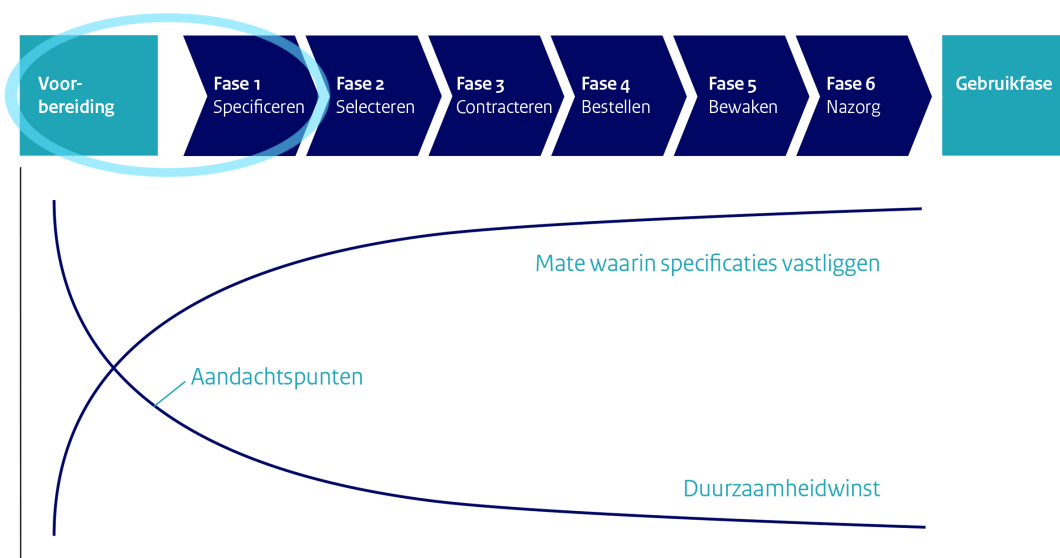 Voor-
bereiding
Fase 1
Specificeren
Fase 2
Selecteren
Fase 3
Contracteren
Fase 4
Bestellen
Fase 5
Bewaken
Fase 6
Nazorg
Gebruikfase
Mate waarin specificaties vastliggen
Aandachtspunten
Duurzaamheidwinst